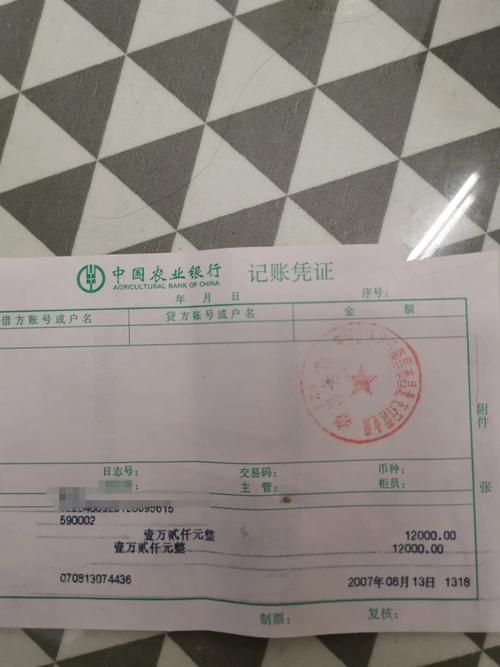 中国农业银行 记账凭证
AGRICULTURAL BANK OF CHINA
年 月 日 序号:
借方账号或户名 贷方账号或户名 金 额
附件
张
日志号: 交易码: 币种:
主管: 柜员:
590002
壹万贰仟元整 12000.00
壹万贰仟元整 12000.00
070813074436 2007年08月13日 1318
制票: 复核: